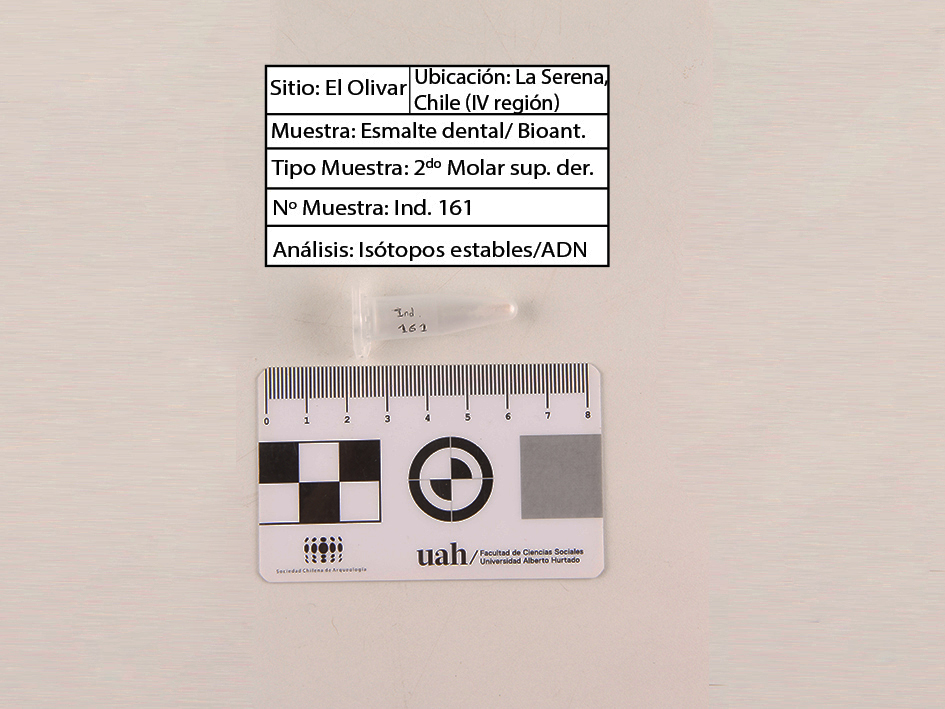 Sitio: El Olivar
Ubicación: La Serena,
Chile (IV región)
Muestra: Esmalte dental/ Bioant.
Tipo Muestra: 2do Molar sup. der.
Nº Muestra: Ind. 161
Análisis: Isótopos estables/ADN
Ind.
161
0 1 2 3 4 5 6 7 8
Sociedad Chilena de Arqueología
uah/
Facultad de Ciencias Sociales
Universidad Alberto Hurtado